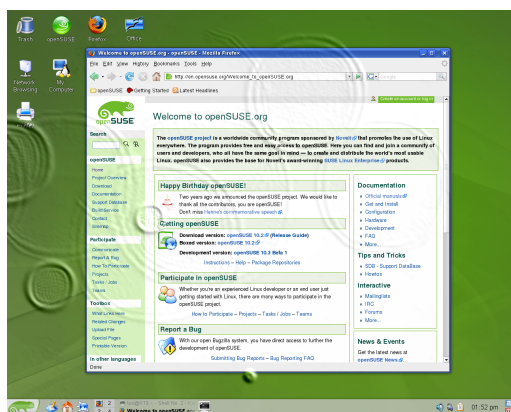 Trash
openSUSE
Firefox
Office
Network
Browsing
My
Computer
Printer
Welcome to openSUSE.org - openSUSE - Mozilla Firefox
File Edit View History Bookmarks Tools Help
http://en.opensuse.org/Welcome_to_openSUSE.org
Google
openSUSE Getting Started Latest Headlines
Create an account or log in
openSUSE
Search
openSUSE
Home
Project Overview
Download
Documentation
Support Database
Build Service
Contact
Sitemap
Participate
Communicate
Report a Bug
How To Participate
Projects
Tasks / Jobs
Teams
Toolbox
What Links Here
Related Changes
Upload File
Special Pages
Printable Version
In other languages
Welcome to openSUSE.org
The openSUSE project is a worldwide community program sponsored by Novell that promotes the use of Linux
everywhere. The program provides free and easy access to openSUSE. Here you can find and join a community of
users and developers, who all have the same goal in mind — to create and distribute the world's most usable
Linux. openSUSE also provides the base for Novell's award-winning SUSE Linux Enterprise products.
Happy Birthday openSUSE!
Two years ago we announced the openSUSE project. We would like to
thank all the contributors, you are openSUSE!
Don't miss Henne's commemorative speech
Getting openSUSE
Download version: openSUSE 10.2 (Release Guide)
Boxed version: openSUSE 10.2
Development version: openSUSE 10.3 Beta 1
Instructions – Help – Package Repositories
Participate in openSUSE
Whether you're an experienced Linux developer or an end user just
getting started with Linux, there are many ways to participate in the
openSUSE project.
How to Participate – Projects – Tasks / Jobs – Teams
Report a Bug
With our open Bugzilla system, you have direct access to further the
development of openSUSE.
Submitting Bug Reports – Bug Reporting FAQ
Documentation
Official manuals
Get and Install
Configuration
Hardware
Development
FAQ
More...
Tips and Tricks
SDB - Support DataBase
Howtos
Interactive
Mailinglists
IRC
Forums
More...
News & Events
Get the latest news at
openSUSE News.
Done
1 2
3 4
Welcome to openSUSE.org
01:52 pm